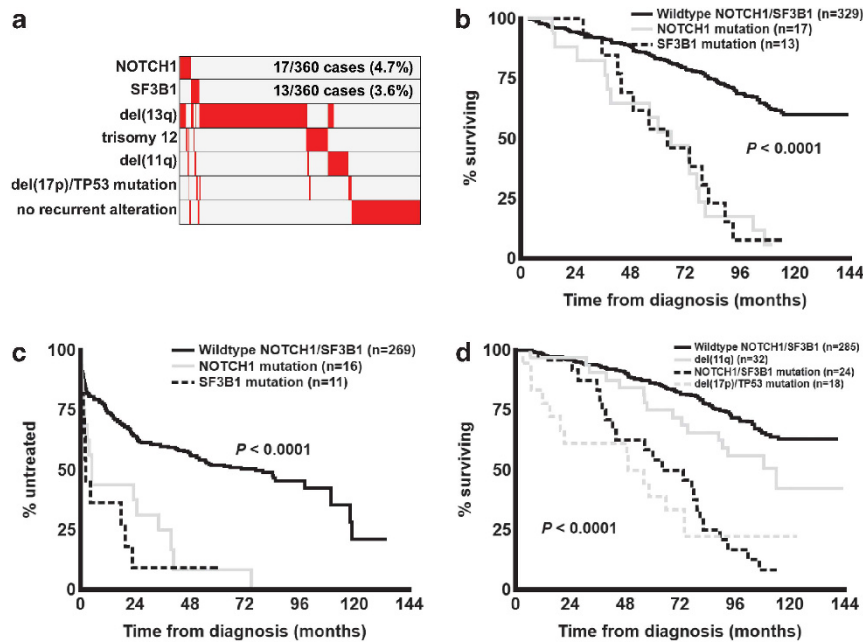 a
NOTCH1
17/360 cases (4.7%)
SF3B1
13/360 cases (3.6%)
del(13q)
trisomy 12
del(11q)
del(17p)/TP53 mutation
no recurrent alteration
b
Wildtype NOTCH1/SF3B1 (n=329)
NOTCH1 mutation (n=17)
SF3B1 mutation (n=13)
100
75
50
25
0
% surviving
P < 0.0001
0 24 48 72 96 120 144
Time from diagnosis (months)
c
Wildtype NOTCH1/SF3B1 (n=269)
NOTCH1 mutation (n=16)
SF3B1 mutation (n=11)
100
75
50
25
0
% untreated
P < 0.0001
0 24 48 72 96 120 144
Time from diagnosis (months)
d
Wildtype NOTCH1/SF3B1 (n=285)
del(11q) (n=32)
NOTCH1/SF3B1 mutation (n=24)
del(17p)/TP53 mutation (n=18)
100
75
50
25
0
% surviving
P < 0.0001
0 24 48 72 96 120 144
Time from diagnosis (months)